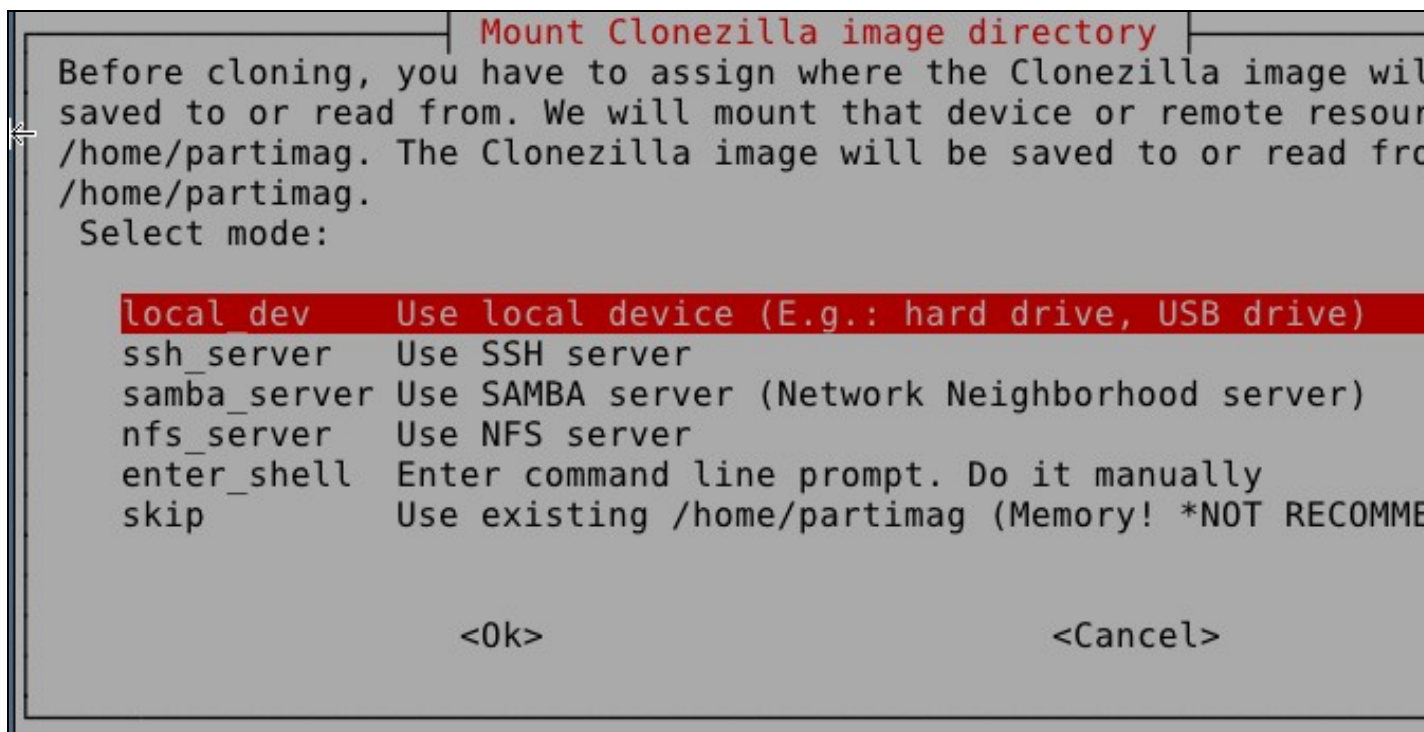 Mount Clonezilla image directory
Before cloning, you have to assign where the Clonezilla image
saved to or read from. We will mount that device or remote
/home/partimag. The Clonezilla image will be saved to or read
/home/partimag.
Select mode:
local_dev Use local device (E.g.: hard drive, USB drive)
ssh_server Use SSH server
samba_server Use SAMBA server (Network Neighborhood server)
nfs_server Use NFS server
enter_shell Enter command line prompt. Do it manually
skip Use existing /home/partimag (Memory! *NOT
<Ok> <Cancel>